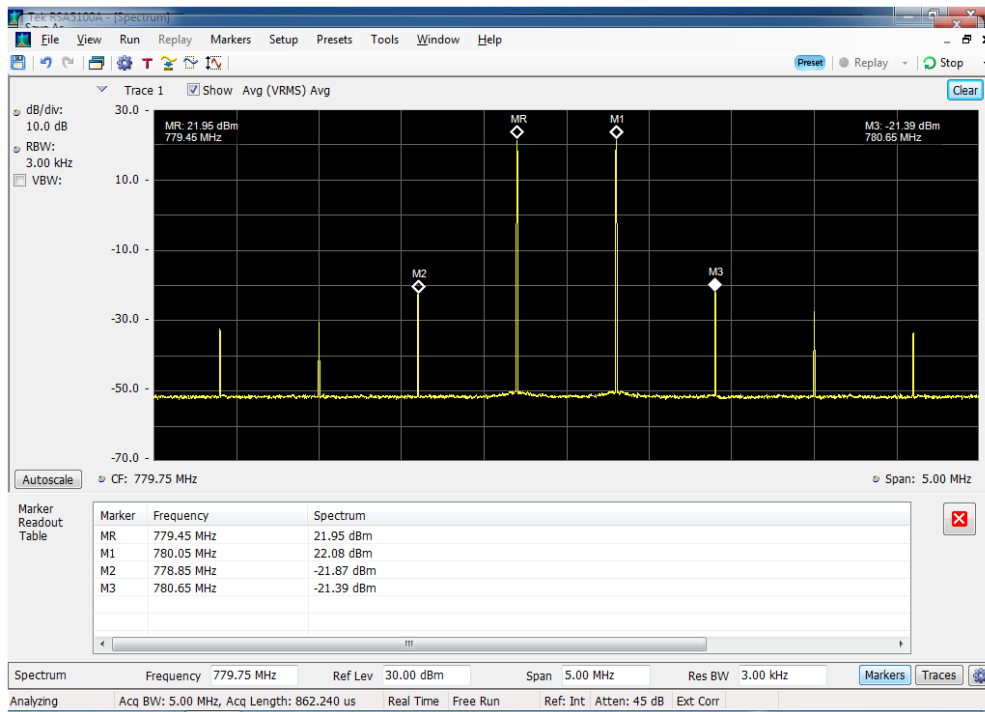 Tek RSA5100A - [Spectrum]
File View Run Replay Markers Setup Presets Tools Window Help
T Preset Replay Stop
Trace 1 Show Avg (VRMS) Avg Clear
dB/div:
10.0 dB
RBW:
3.00 kHz
VBW:
30.0
10.0
-10.0
-30.0
-50.0
-70.0
MR: 21.95 dBm
779.45 MHz
MR
M1
M3: -21.39 dBm
780.65 MHz
M2
M3
Autoscale CF: 779.75 MHz Span: 5.00 MHz
Marker
Readout
Table
Marker Frequency Spectrum
MR 779.45 MHz 21.95 dBm
M1 780.05 MHz 22.08 dBm
M2 778.85 MHz -21.87 dBm
M3 780.65 MHz -21.39 dBm
Spectrum Frequency 779.75 MHz Ref Lev 30.00 dBm Span 5.00 MHz Res BW 3.00 kHz Markers Traces
Analyzing Acq BW: 5.00 MHz, Acq Length: 862.240 us Real Time Free Run Ref: Int Atten: 45 dB Ext Corr